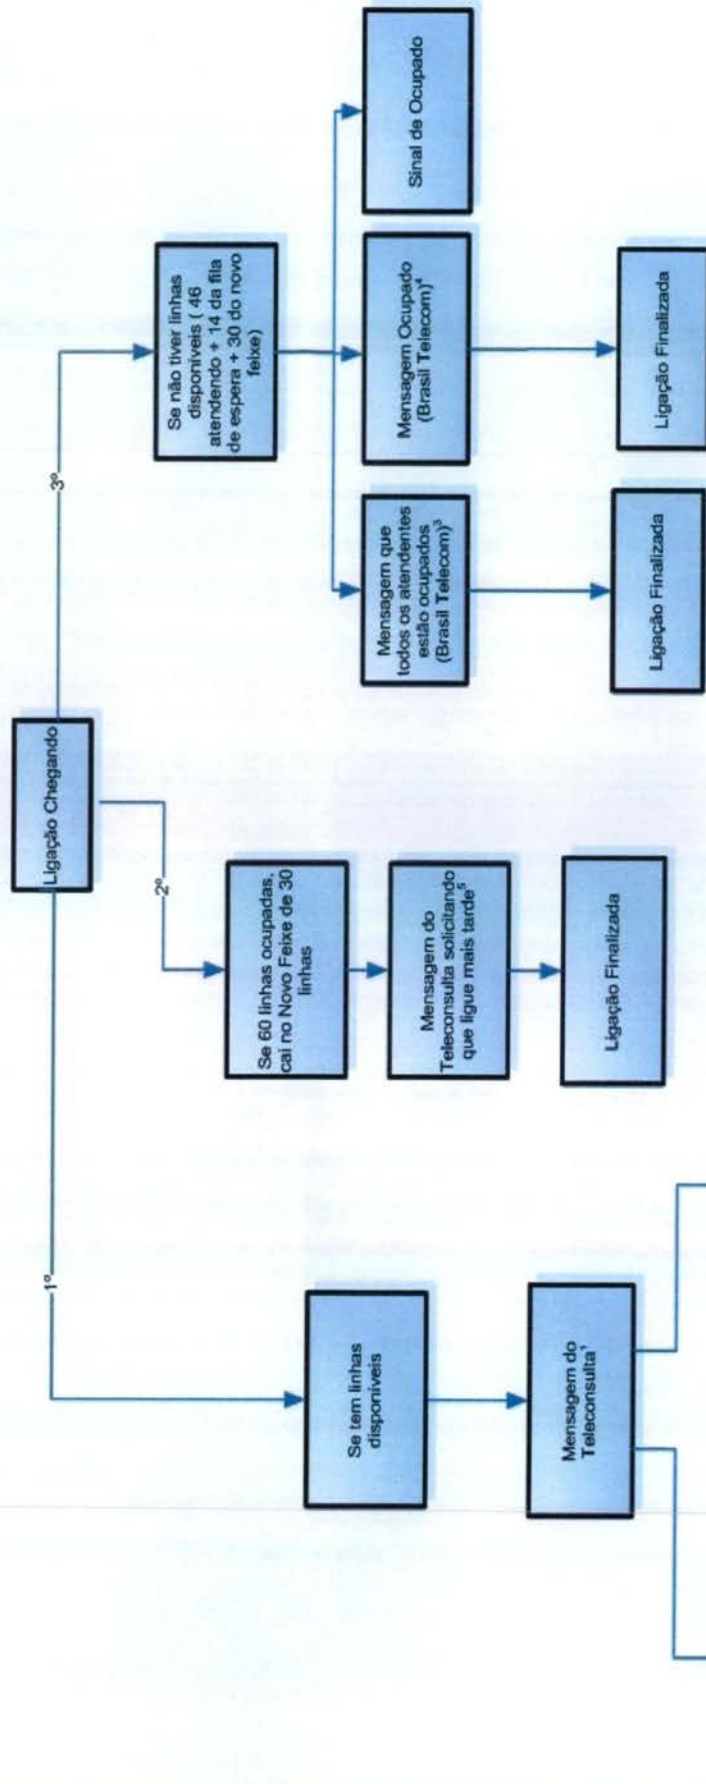 Ligação Chegando
1º
2º
3º
Se tem linhas
disponíveis
Mensagem do
Teleconsulta¹
Se 60 linhas ocupadas,
cai no Novo Feixe de 30
linhas
Mensagem do
Teleconsulta solicitando
que ligue mais tarde⁵
Ligação Finalizada
Se não tiver linhas
disponíveis ( 46
atendendo + 14 da fila
de espera + 30 do novo
feixe)
Mensagem que
todos os atendentes
estão ocupados
(Brasil Telecom)³
Ligação Finalizada
Mensagem Ocupado
(Brasil Telecom)⁴
Ligação Finalizada
Sinal de Ocupado